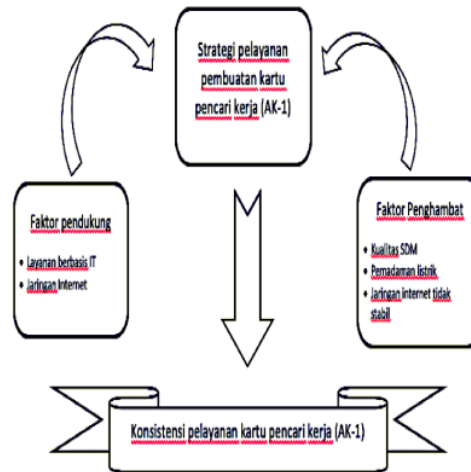 Strategi pelayanan
pembuatan kartu
pencari kerja (AK-1)
Faktor pendukung
• Layanan berbasis IT
• Jaringan Internet
Faktor Penghambat
• Kualitas SDM
• Pemadaman listrik
• Jaringan internet tidak
stabil
Konsistensi pelayanan kartu pencari kerja (AK-1)